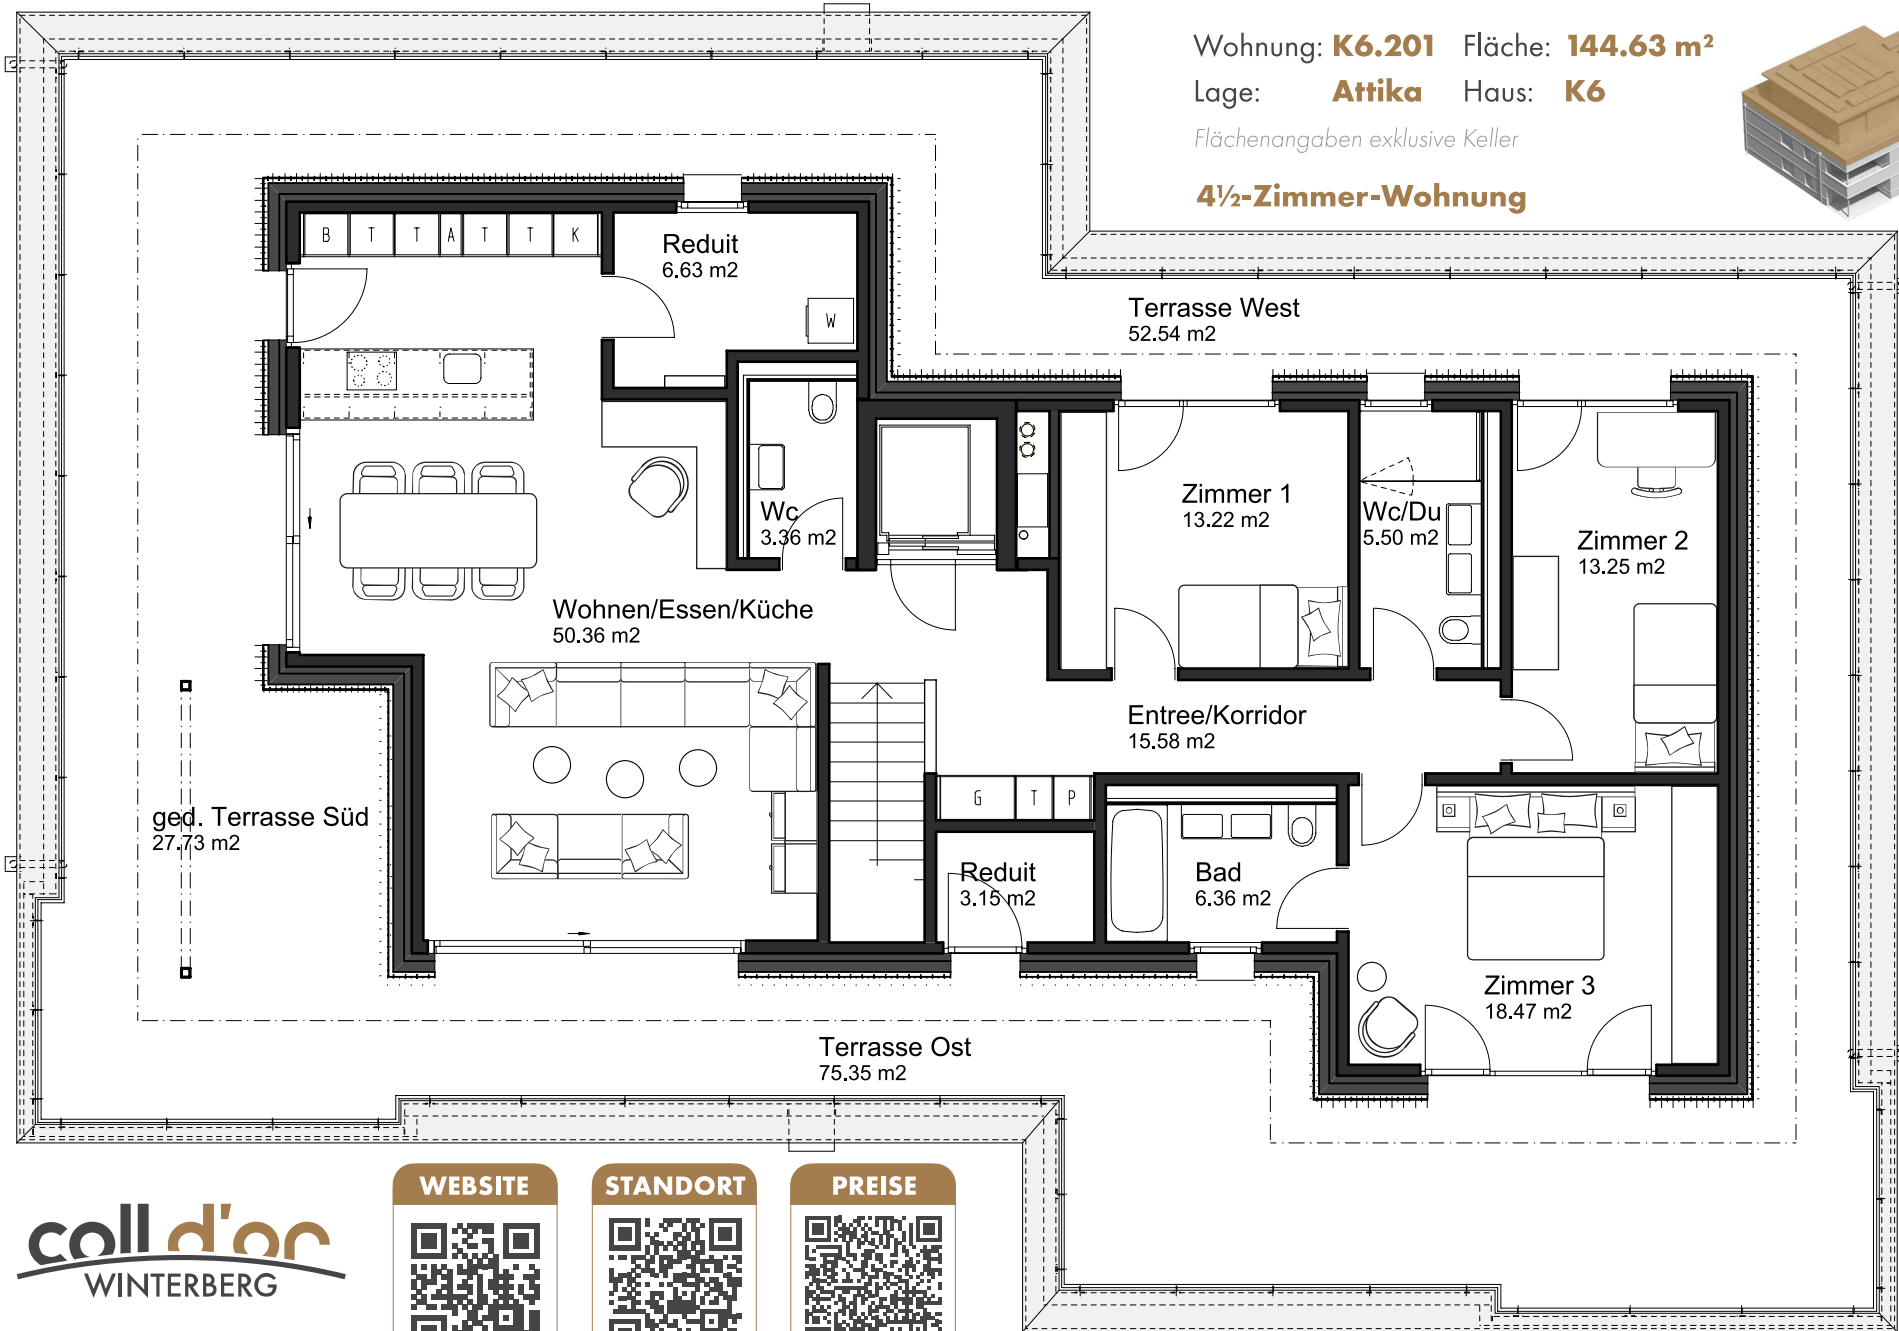 Wohnung: K6.201 Fläche: 144.63 m²
Lage: Attika Haus: K6
Flächenangaben exklusive Keller
4½-Zimmer-Wohnung
B T T A T T K
Reduit
6.63 m2
W
Terrasse West
52.54 m2
Wc
3.36 m2
Zimmer 1
13.22 m2
Wc/Du
5.50 m2
Zimmer 2
13.25 m2
Wohnen/Essen/Küche
50.36 m2
Entree/Korridor
15.58 m2
G T P
ged. Terrasse Süd
27.73 m2
Reduit
3.15 m2
Bad
6.36 m2
Zimmer 3
18.47 m2
Terrasse Ost
75.35 m2
coll d'or
WINTERBERG
WEBSITE
STANDORT
PREISE